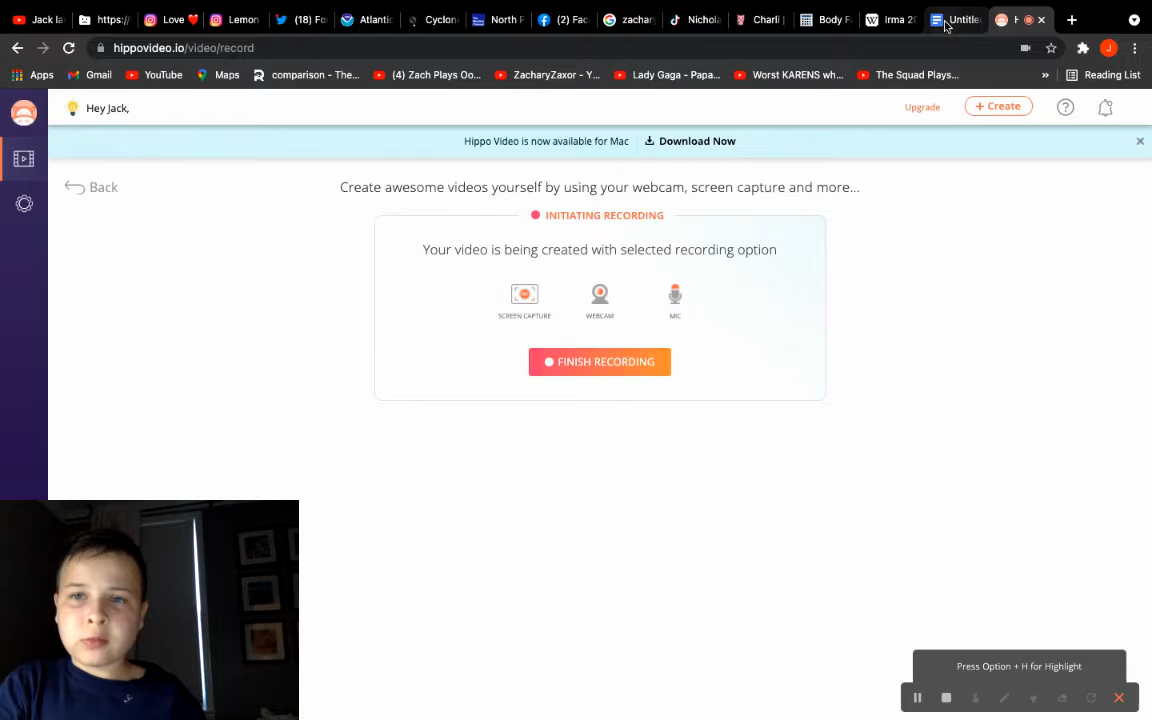 Jack las
https:/
Love ❤
Lemon
(18) Fo
Atlantic
Cyclon
North P
(2) Fac
zachar
Nichola
Charli |
Body F
Irma 20
Untitle
H
hippovideo.io/video/record
J
Apps
Gmail
YouTube
Maps
comparison - The...
(4) Zach Plays Oo...
ZacharyZaxor - Y...
Lady Gaga - Papa...
Worst KARENS wh...
The Squad Plays...
»
Reading List
Hey Jack,
Upgrade
+ Create
?
Hippo Video is now available for Mac
Download Now
Back
Create awesome videos yourself by using your webcam, screen capture and more...
INITIATING RECORDING
Your video is being created with selected recording option
SCREEN CAPTURE
WEBCAM
MIC
FINISH RECORDING
Press Option + H for Highlight